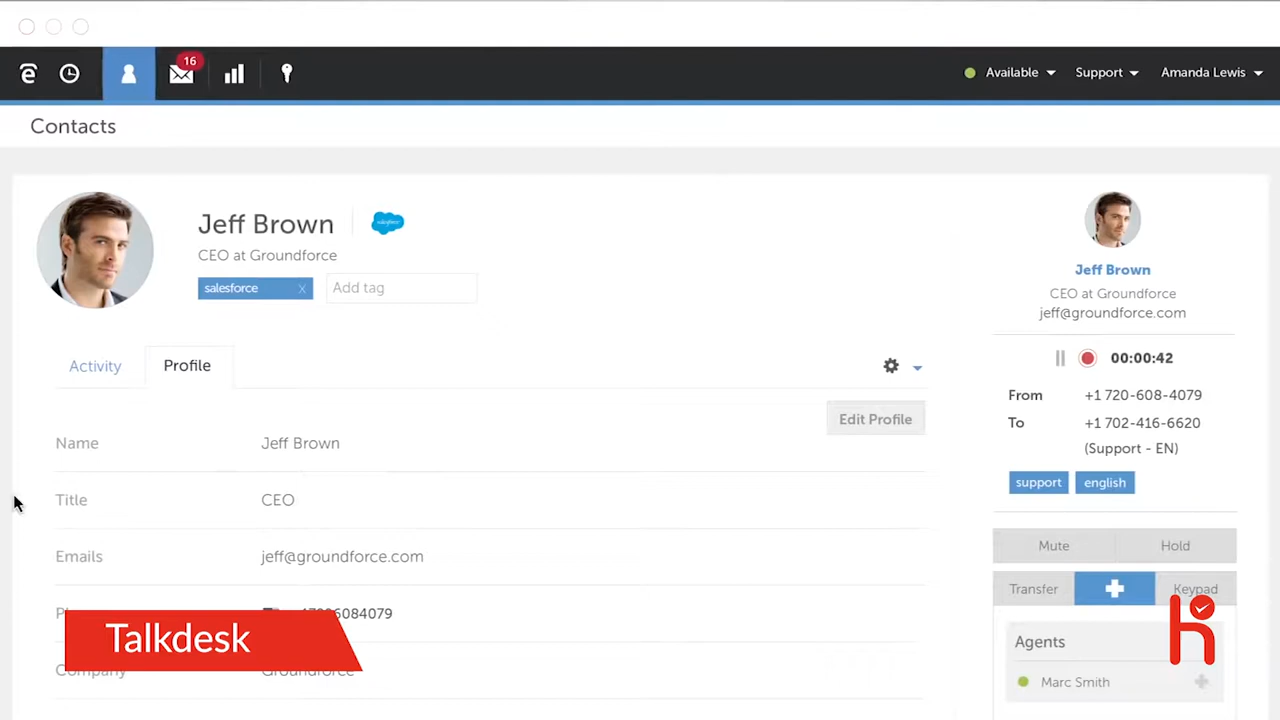 16
Available
Support
Amanda Lewis
Contacts
Jeff Brown
salesforce
CEO at Groundforce
salesforce x
Add tag
Activity
Profile
Edit Profile
Name Jeff Brown
Title CEO
Emails jeff@groundforce.com
Company Groundforce
Talkdesk
Jeff Brown
CEO at Groundforce
jeff@groundforce.com
00:00:42
From +1 720-608-4079
To +1 702-416-6620
(Support - EN)
support english
Mute Hold
Transfer Keypad
Agents
Marc Smith